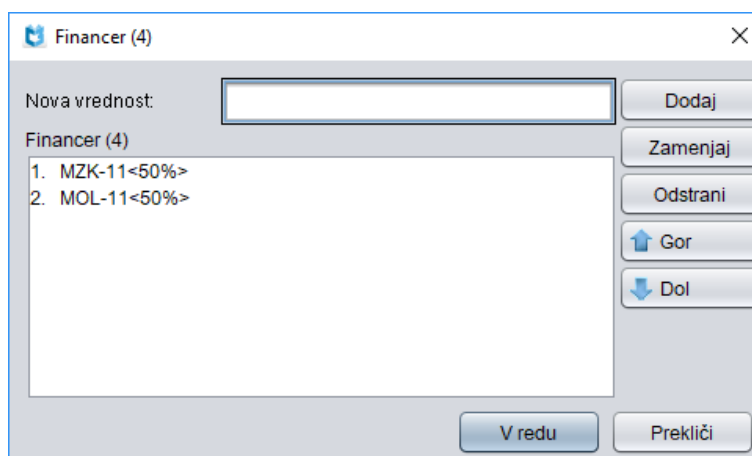 Financer (4)
Nova vrednost:
Dodaj
Financer (4)
Zamenjaj
1. MZK-11<50%>
2. MOL-11<50%>
Odstrani
Gor
Dol
V redu
Prekliči